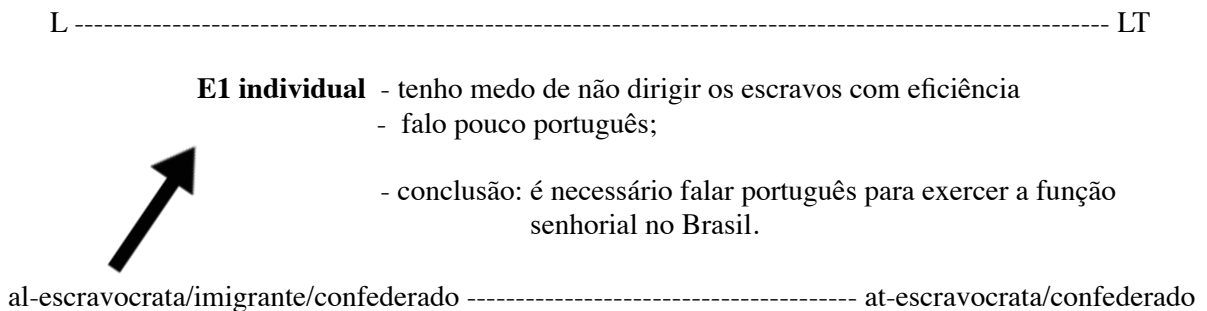 L ------------------------------------------------------------------------------------------------------------ LT
E1 individual - tenho medo de não dirigir os escravos com eficiência
- falo pouco português;
- conclusão: é necessário falar português para exercer a função
senhorial no Brasil.
al-escravocrata/imigrante/confederado ---------------------------------------- at-escravocrata/confederado